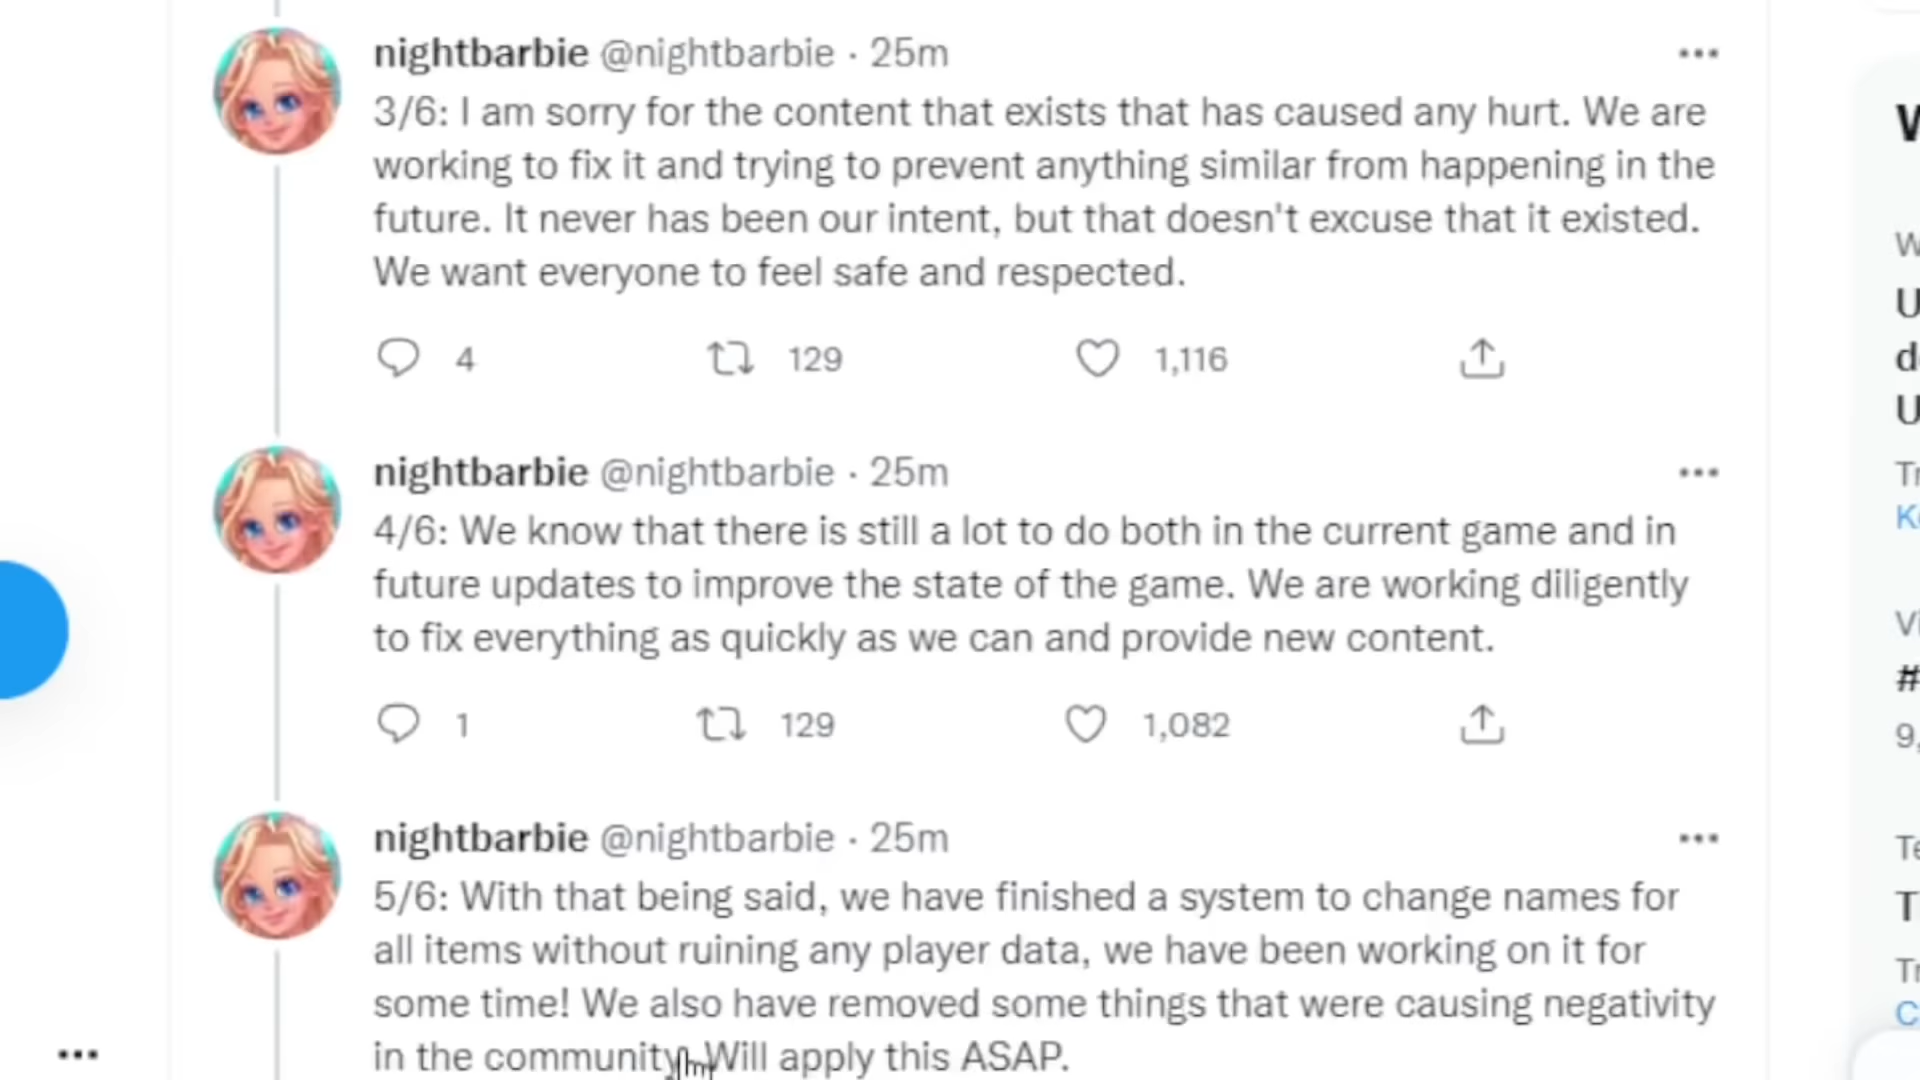 nightbarbie @nightbarbie · 25m
3/6: I am sorry for the content that exists that has caused any hurt. We are
working to fix it and trying to prevent anything similar from happening in the
future. It never has been our intent, but that doesn't excuse that it existed.
We want everyone to feel safe and respected.
4 129 1,116
nightbarbie @nightbarbie · 25m
4/6: We know that there is still a lot to do both in the current game and in
future updates to improve the state of the game. We are working diligently
to fix everything as quickly as we can and provide new content.
1 129 1,082
nightbarbie @nightbarbie · 25m
5/6: With that being said, we have finished a system to change names for
all items without ruining any player data, we have been working on it for
some time! We also have removed some things that were causing negativity
in the community. Will apply this ASAP.